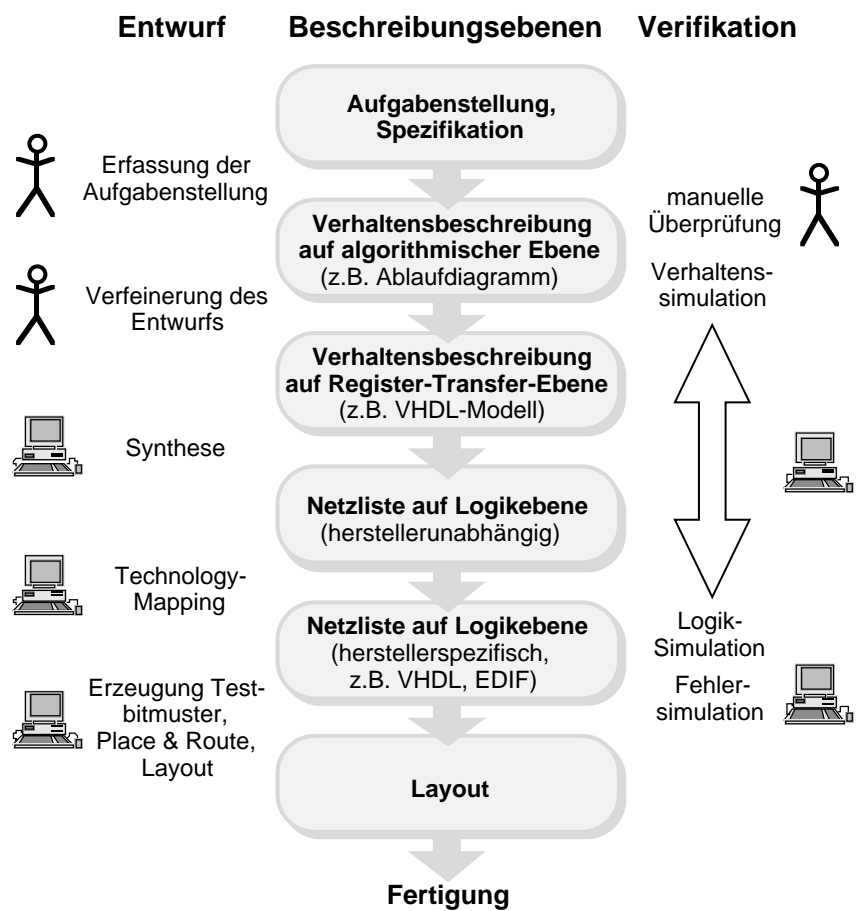 Entwurf Beschreibungsebenen Verifikation
Aufgabenstellung,
Spezifikation
Erfassung der
Aufgabenstellung
manuelle
Überprüfung
Verhaltensbeschreibung
auf algorithmischer Ebene
(z.B. Ablaufdiagramm)
Verhaltens-
simulation
Verfeinerung des
Entwurfs
Verhaltensbeschreibung
auf Register-Transfer-Ebene
(z.B. VHDL-Modell)
Synthese
Netzliste auf Logikebene
(herstellerunabhängig)
Technology-
Mapping
Netzliste auf Logikebene
(herstellerspezifisch,
z.B. VHDL, EDIF)
Logik-
Simulation
Fehler-
simulation
Erzeugung Test-
bitmuster,
Place & Route,
Layout
Layout
Fertigung